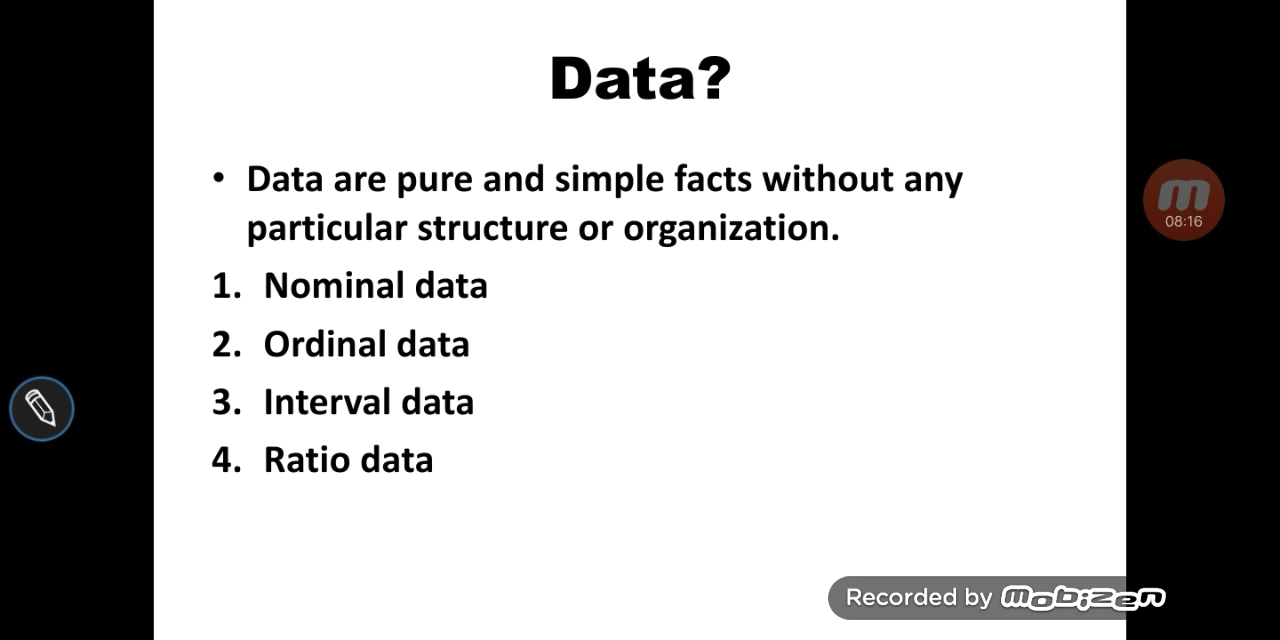 Data?
• Data are pure and simple facts without any
particular structure or organization.
1. Nominal data
2. Ordinal data
3. Interval data
4. Ratio data
08:16
Recorded by mobizen